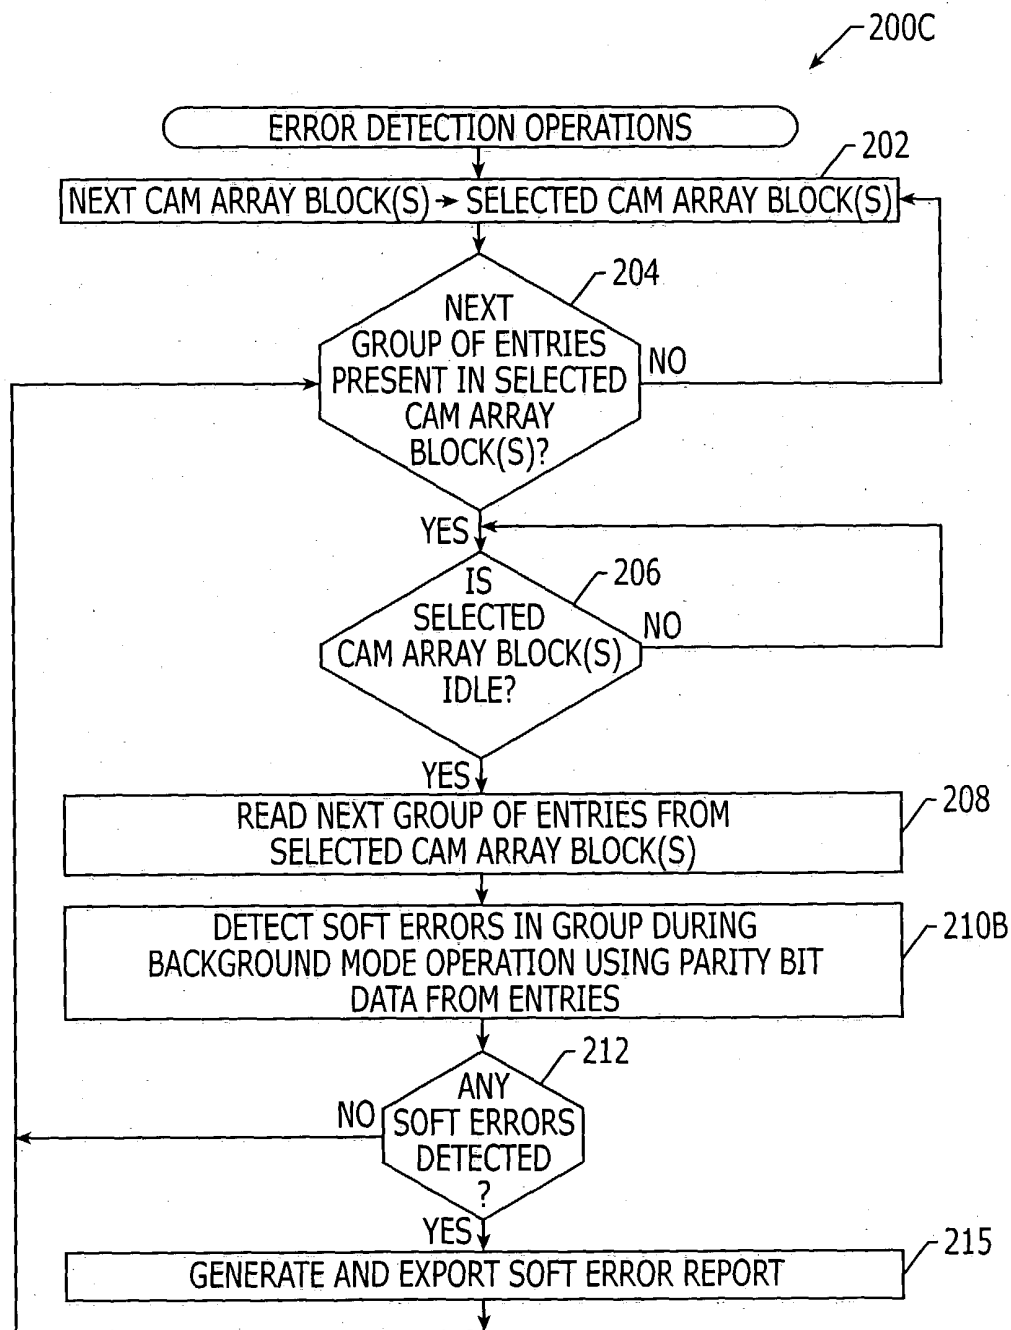 200C
ERROR DETECTION OPERATIONS
202
NEXT CAM ARRAY BLOCK(S) → SELECTED CAM ARRAY BLOCK(S)
204
NEXT
GROUP OF ENTRIES
PRESENT IN SELECTED
CAM ARRAY
BLOCK(S)?
NO
YES
206
IS
SELECTED
CAM ARRAY BLOCK(S)
IDLE?
NO
YES
208
READ NEXT GROUP OF ENTRIES FROM
SELECTED CAM ARRAY BLOCK(S)
210B
DETECT SOFT ERRORS IN GROUP DURING
BACKGROUND MODE OPERATION USING PARITY BIT
DATA FROM ENTRIES
212
ANY
SOFT ERRORS
DETECTED
?
NO
YES
215
GENERATE AND EXPORT SOFT ERROR REPORT